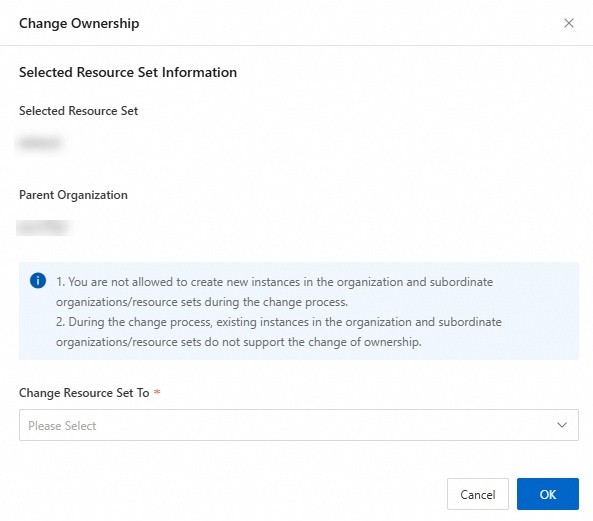 Change Ownership
Selected Resource Set Information
Selected Resource Set
Parent Organization
1. You are not allowed to create new instances in the organization and subordinate
organizations/resource sets during the change process.
2. During the change process, existing instances in the organization and subordinate
organizations/resource sets do not support the change of ownership.
Change Resource Set To *
Please Select
Cancel
OK